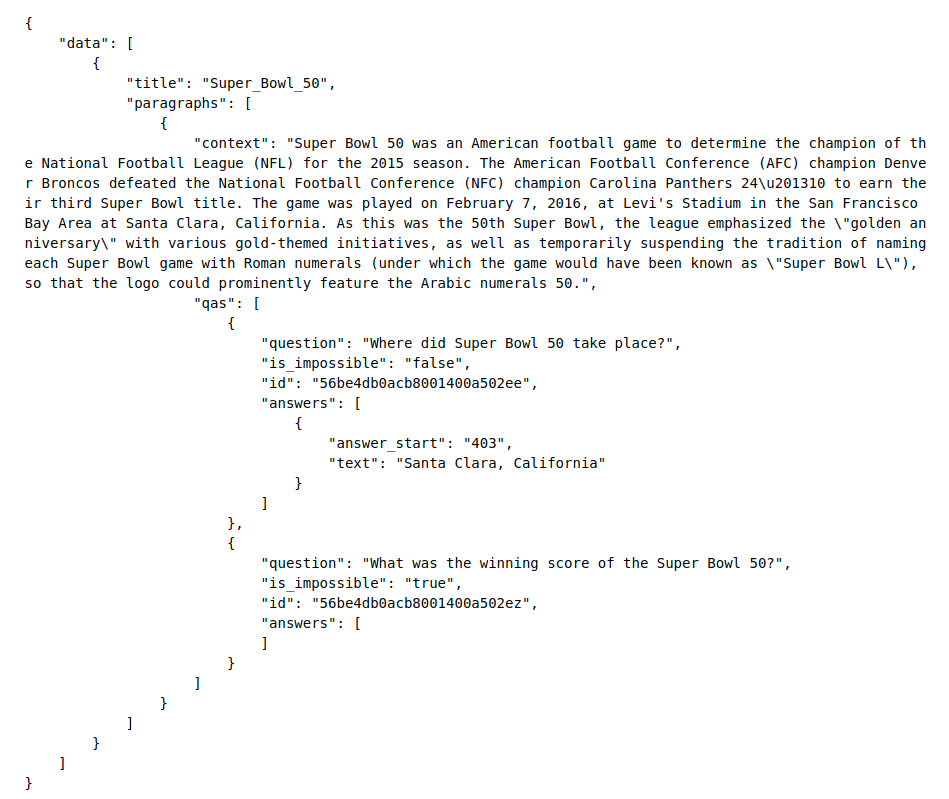 {
    "data": [
        {
            "title": "Super_Bowl_50",
            "paragraphs": [
                {
                    "context": "Super Bowl 50 was an American football game to determine the champion of th
e National Football League (NFL) for the 2015 season. The American Football Conference (AFC) champion Denve
r Broncos defeated the National Football Conference (NFC) champion Carolina Panthers 24\u201310 to earn the
ir third Super Bowl title. The game was played on February 7, 2016, at Levi's Stadium in the San Francisco
Bay Area at Santa Clara, California. As this was the 50th Super Bowl, the league emphasized the \"golden an
niversary\" with various gold-themed initiatives, as well as temporarily suspending the tradition of naming
each Super Bowl game with Roman numerals (under which the game would have been known as \"Super Bowl L\"),
so that the logo could prominently feature the Arabic numerals 50.",
                    "qas": [
                        {
                            "question": "Where did Super Bowl 50 take place?",
                            "is_impossible": "false",
                            "id": "56be4db0acb8001400a502ee",
                            "answers": [
                                {
                                    "answer_start": "403",
                                    "text": "Santa Clara, California"
                                }
                            ]
                        },
                        {
                            "question": "What was the winning score of the Super Bowl 50?",
                            "is_impossible": "true",
                            "id": "56be4db0acb8001400a502ez",
                            "answers": [
                            ]
                        }
                    ]
                }
            ]
        }
    ]
}